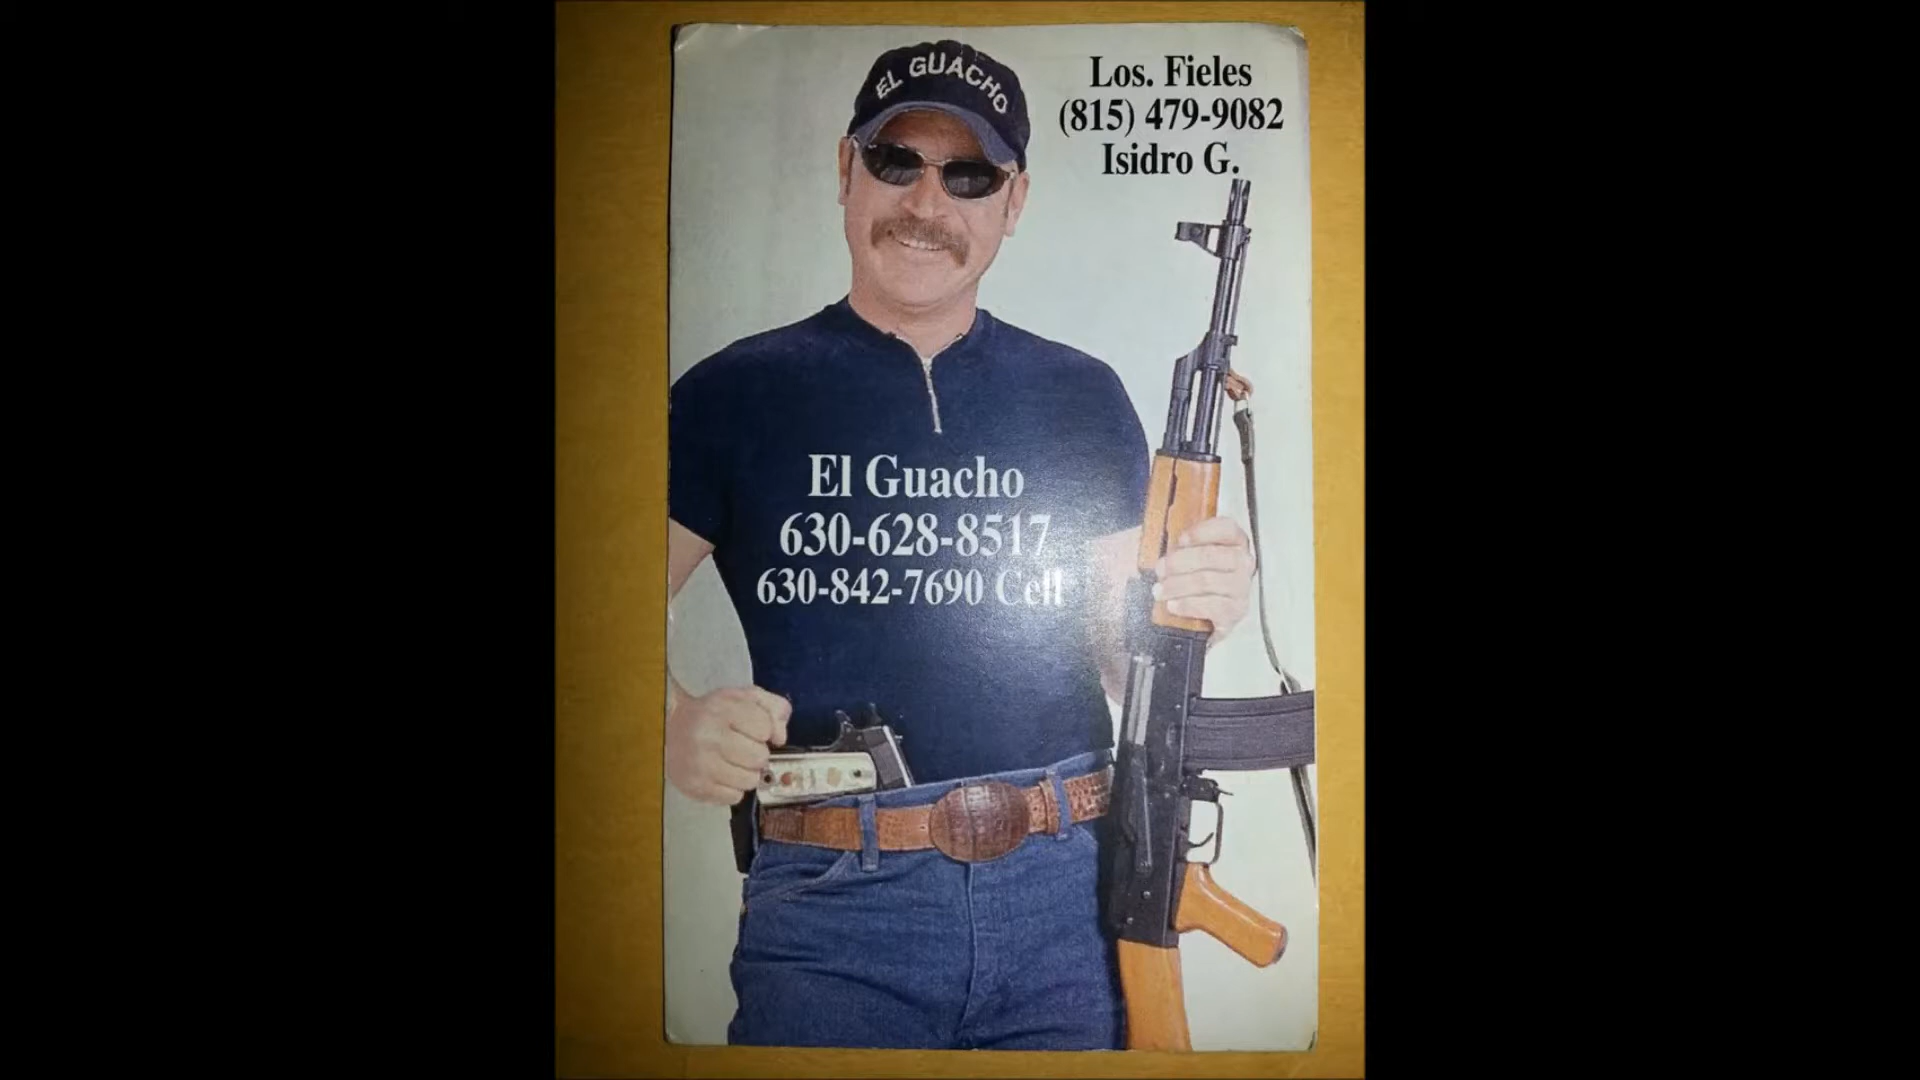 EL GUACHO
Los. Fieles
(815) 479-9082
Isidro G.
El Guacho
630-628-8517
630-842-7690 Cell